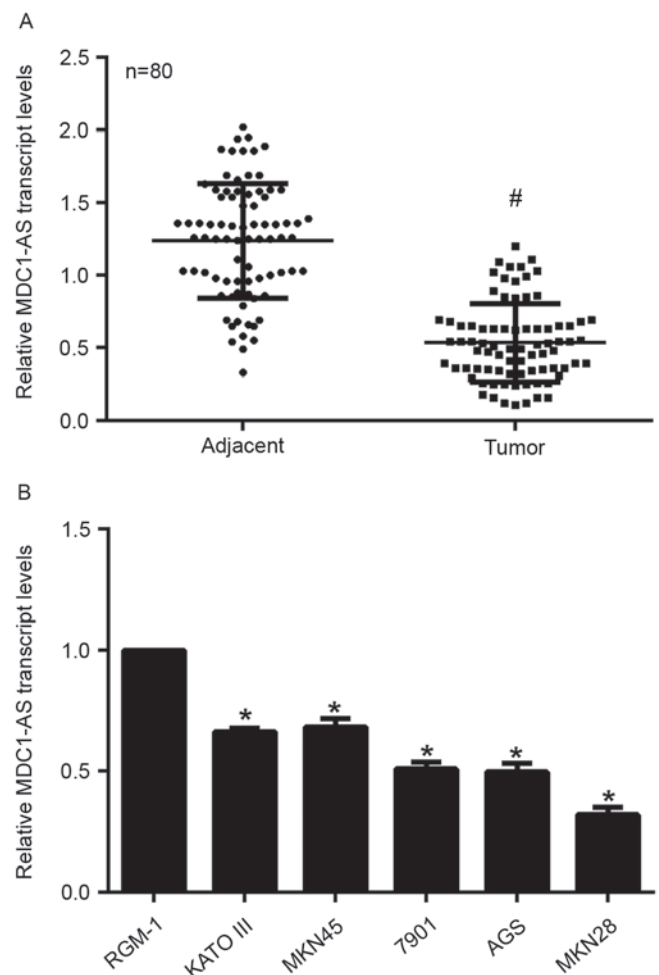 A
Relative MDC1-AS transcript levels
2.5
2.0
1.5
1.0
0.5
0.0
n=80
#
Adjacent Tumor
B
Relative MDC1-AS transcript levels
1.5
1.0
0.5
0.0
* * * * *
RGM-1 KATO III MKN45 7901 AGS MKN28